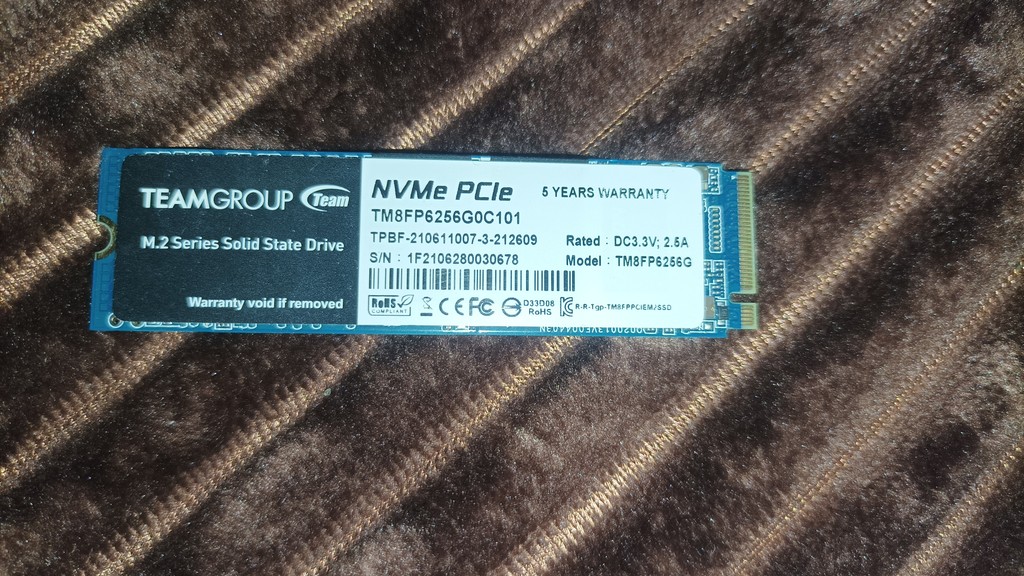 TEAMGROUP Team
M.2 Series Solid State Drive
Warranty void if removed
NVMe PCIe 5 YEARS WARRANTY
TM8FP6256G0C101
TPBF-210611007-3-212609 Rated : DC3.3V; 2.5A
S/N : 1F2106280030678 Model : TM8FP6256G
RoHS COMPLIANT CE FC D33D08 RoHS R-R-Tgp-TM8FPPCIEM/SSD